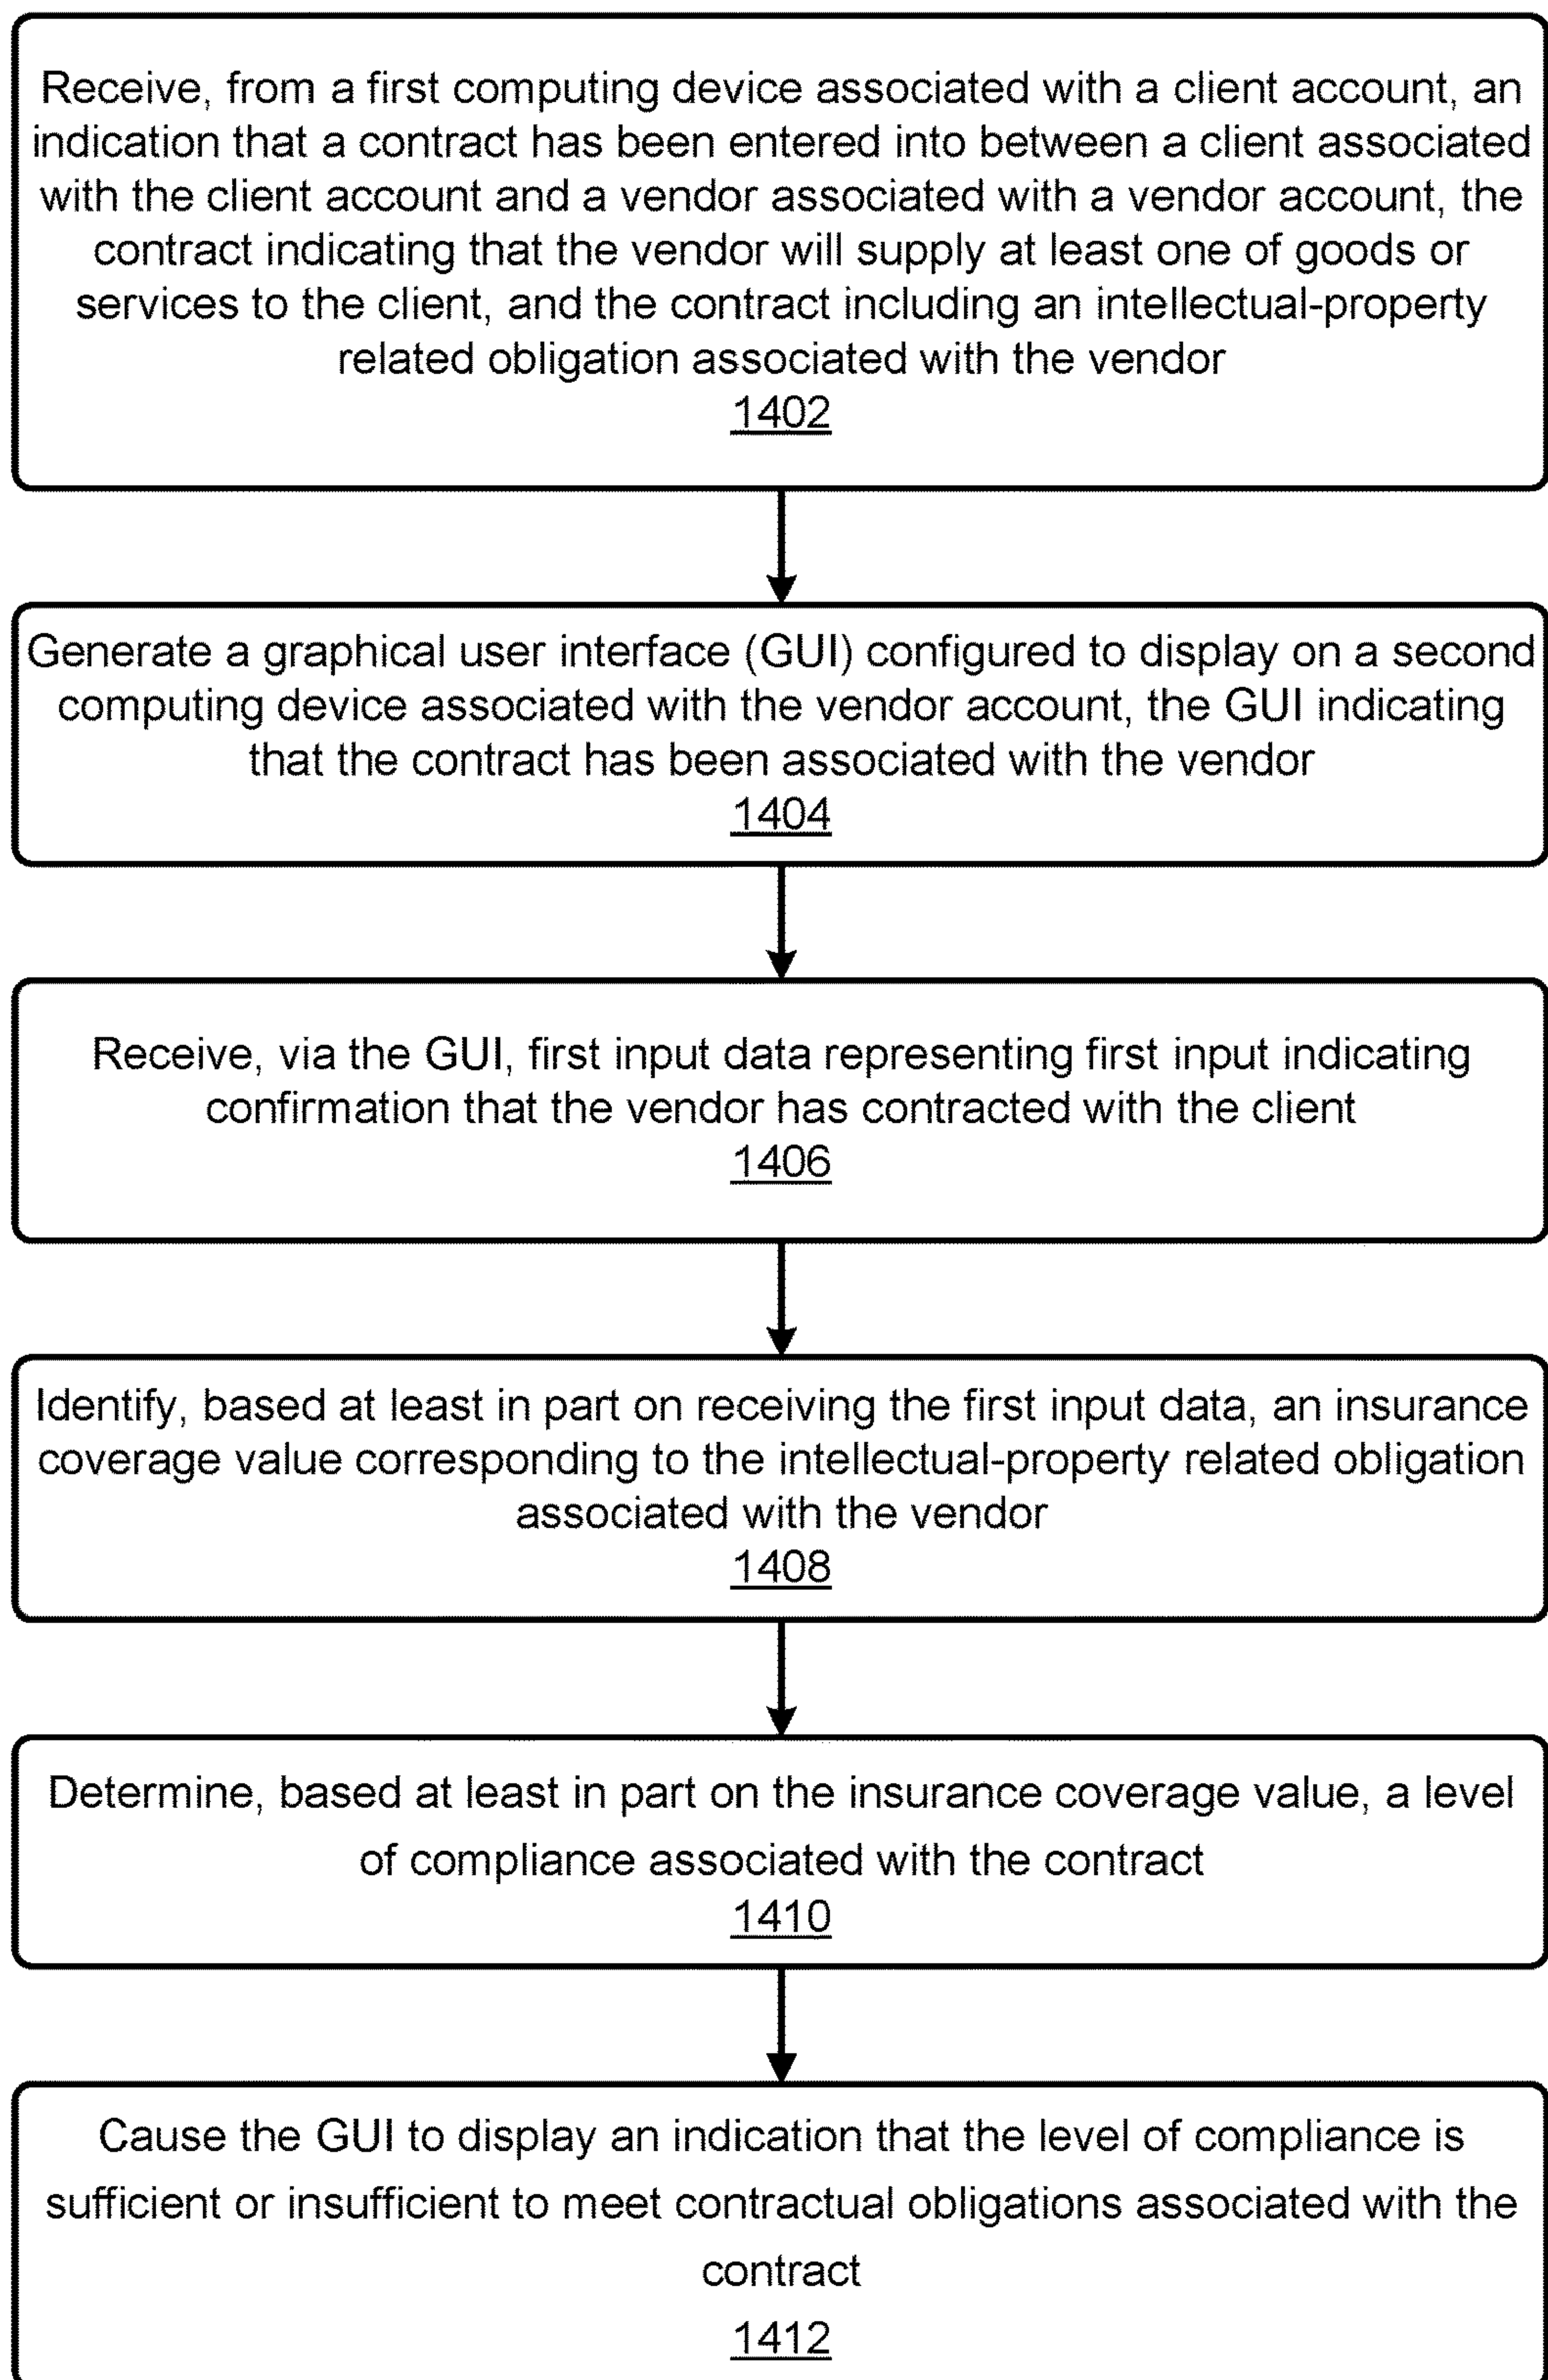 Receive, from a first computing device associated with a client account, an
indication that a contract has been entered into between a client associated
with the client account and a vendor associated with a vendor account, the
contract indicating that the vendor will supply at least one of goods or
services to the client, and the contract including an intellectual-property
related obligation associated with the vendor
1402
Generate a graphical user interface (GUI) configured to display on a second
computing device associated with the vendor account, the GUI indicating
that the contract has been associated with the vendor
1404
Receive, via the GUI, first input data representing first input indicating
confirmation that the vendor has contracted with the client
1406
Identify, based at least in part on receiving the first input data, an insurance
coverage value corresponding to the intellectual-property related obligation
associated with the vendor
1408
Determine, based at least in part on the insurance coverage value, a level
of compliance associated with the contract
1410
Cause the GUI to display an indication that the level of compliance is
sufficient or insufficient to meet contractual obligations associated with the
contract
1412